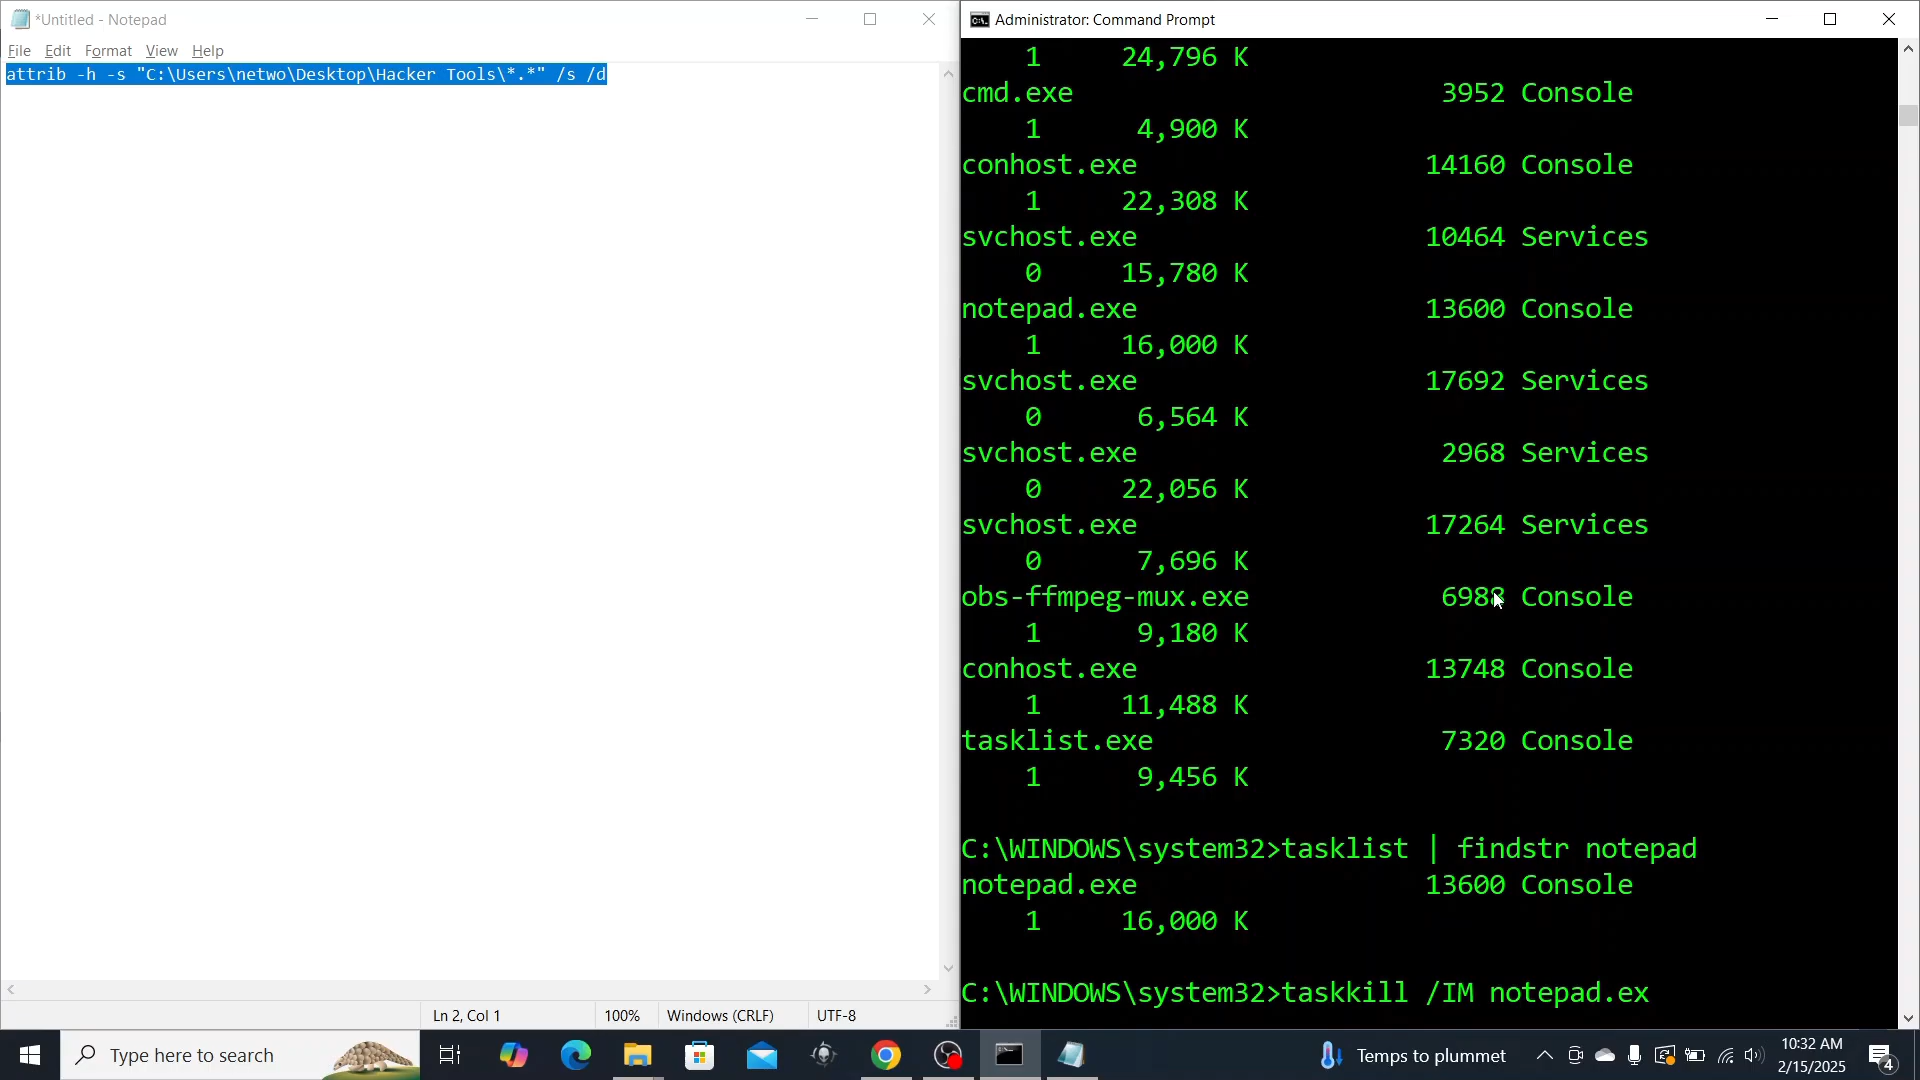 *Untitled - Notepad
File Edit Format View Help
attrib -h -s "C:\Users\netwo\Desktop\Hacker Tools\*.*" /s /d
Ln 2, Col 1 100% Windows (CRLF) UTF-8
Administrator: Command Prompt
1 24,796 K
cmd.exe 3952 Console
1 4,900 K
conhost.exe 14160 Console
1 22,308 K
svchost.exe 10464 Services
0 15,780 K
notepad.exe 13600 Console
1 16,000 K
svchost.exe 17692 Services
0 6,564 K
svchost.exe 2968 Services
0 22,056 K
svchost.exe 17264 Services
0 7,696 K
obs-ffmpeg-mux.exe 6988 Console
1 9,180 K
conhost.exe 13748 Console
1 11,488 K
tasklist.exe 7320 Console
1 9,456 K
C:\WINDOWS\system32>tasklist | findstr notepad
notepad.exe 13600 Console
1 16,000 K
C:\WINDOWS\system32>taskkill /IM notepad.ex
Type here to search
Temps to plummet
10:32 AM
2/15/2025
4